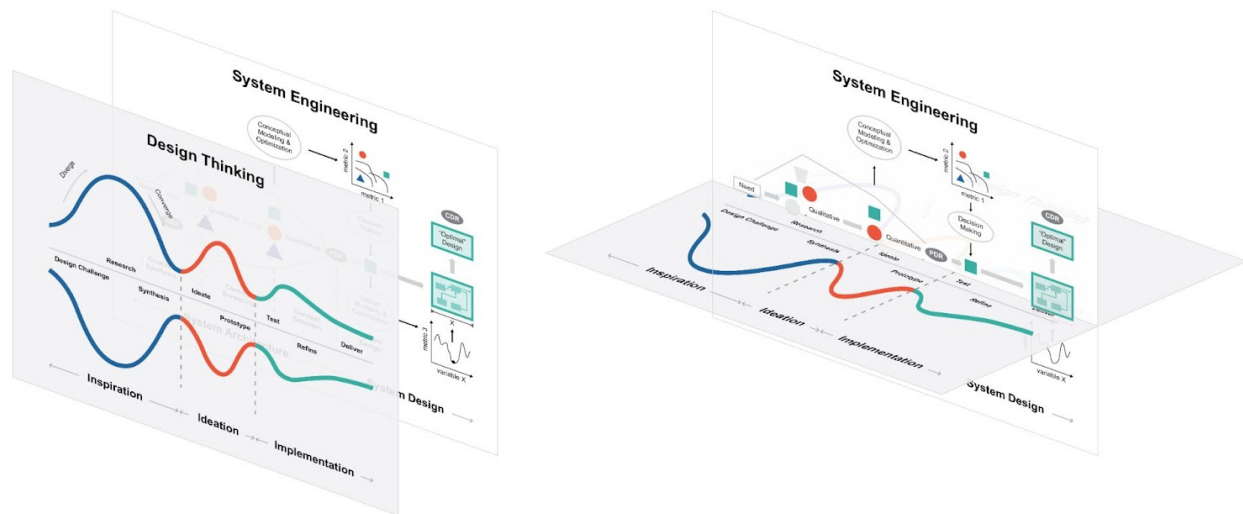 System Engineering
Conceptual
Modeling &
Optimization
metric 2
metric 1
Design Thinking
Diverge
Converge
Design Challenge
Research
Synthesis
Ideate
Prototype
Test
Refine
Deliver
Inspiration
Ideation
Implementation
System Architecture
CDR
"Optimal"
Design
X
metric 3
variable X
System Design
System Engineering
Conceptual
Modeling &
Optimization
metric 2
metric 1
Need
Qualitative
Quantitative
PDR
Decision
Making
CDR
"Optimal"
Design
Design Challenge
Research
Synthesis
Ideate
Prototype
Test
Refine
Deliver
Inspiration
Ideation
Implementation
variable X
System Design